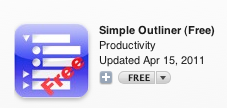 Simple Outliner (Free)
Productivity
Updated Apr 15, 2011
Free
FREE